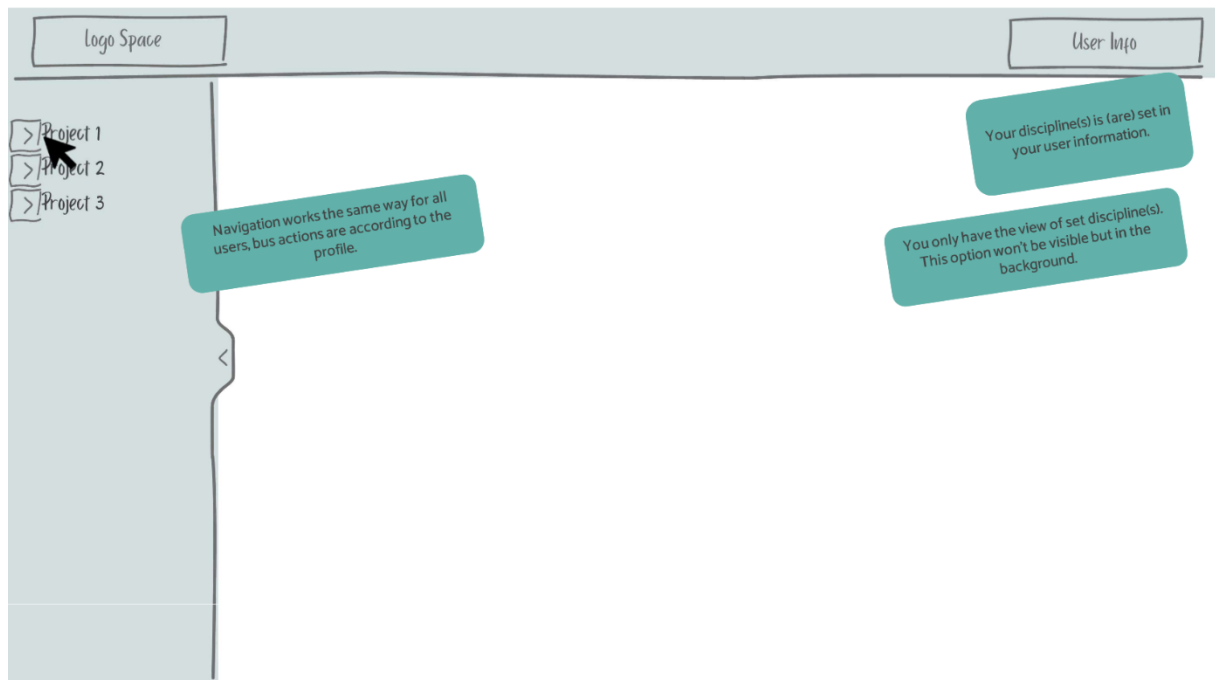 Logo Space
User Info
Project 1
Project 2
Project 3
Your discipline(s) is (are) set in
your user information.
Navigation works the same way for all
users, bus actions are according to the
profile.
You only have the view of set discipline(s).
This option won't be visible but in the
background.